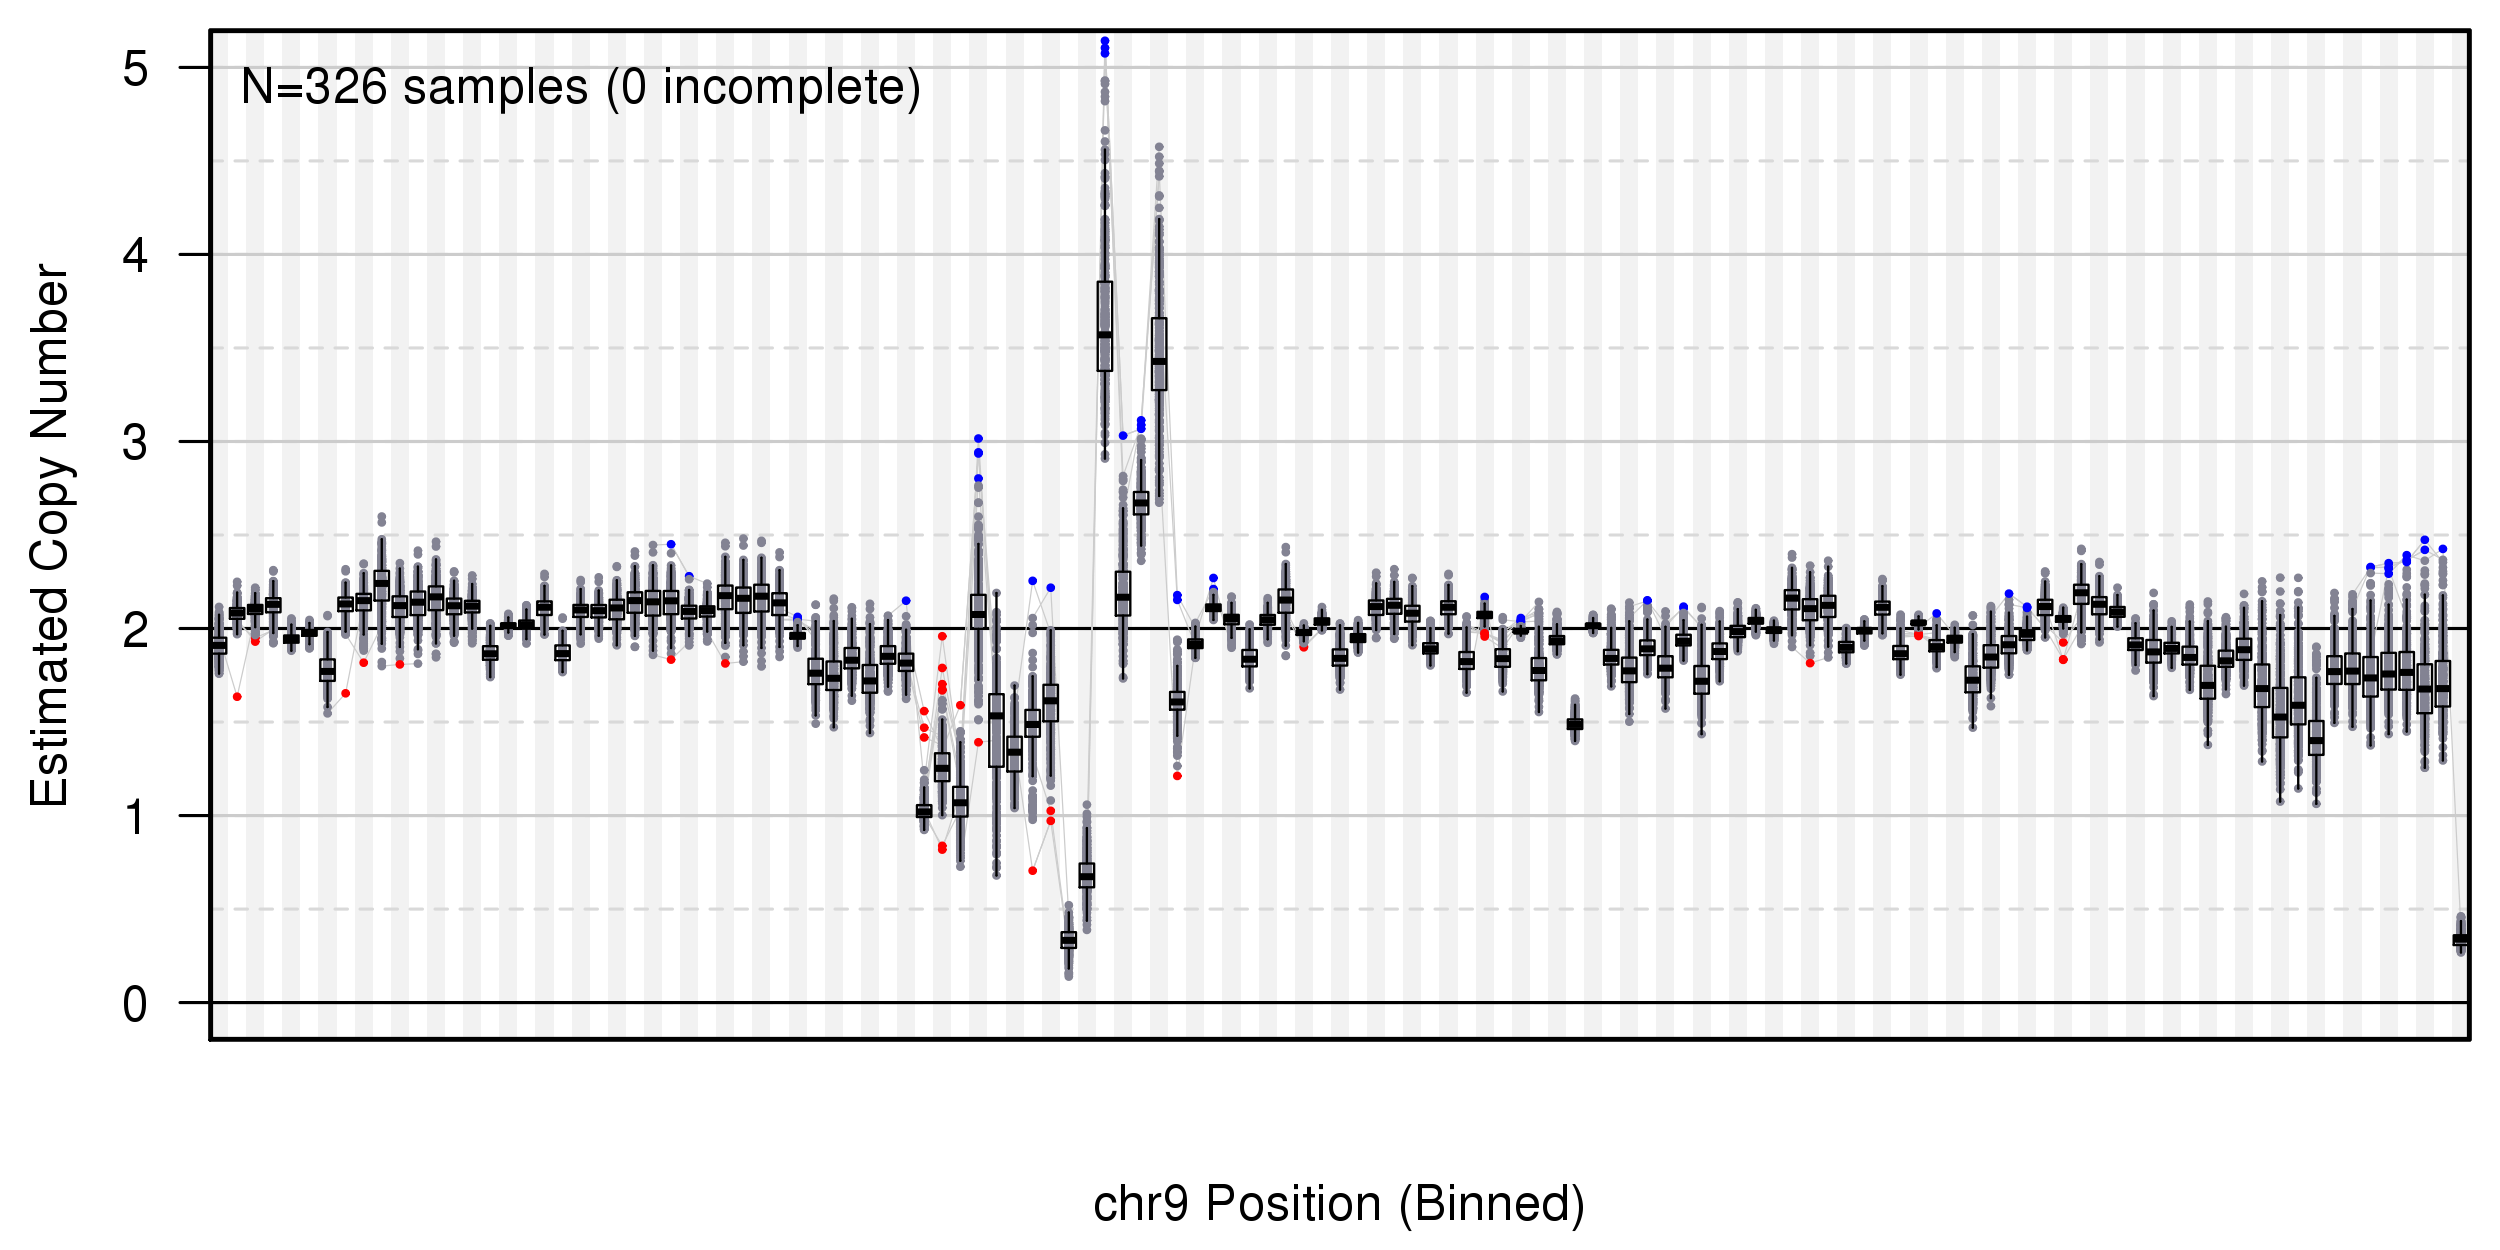 N=326 samples (0 incomplete)
5
4
3
2
1
0
Estimated Copy Number
chr9 Position (Binned)